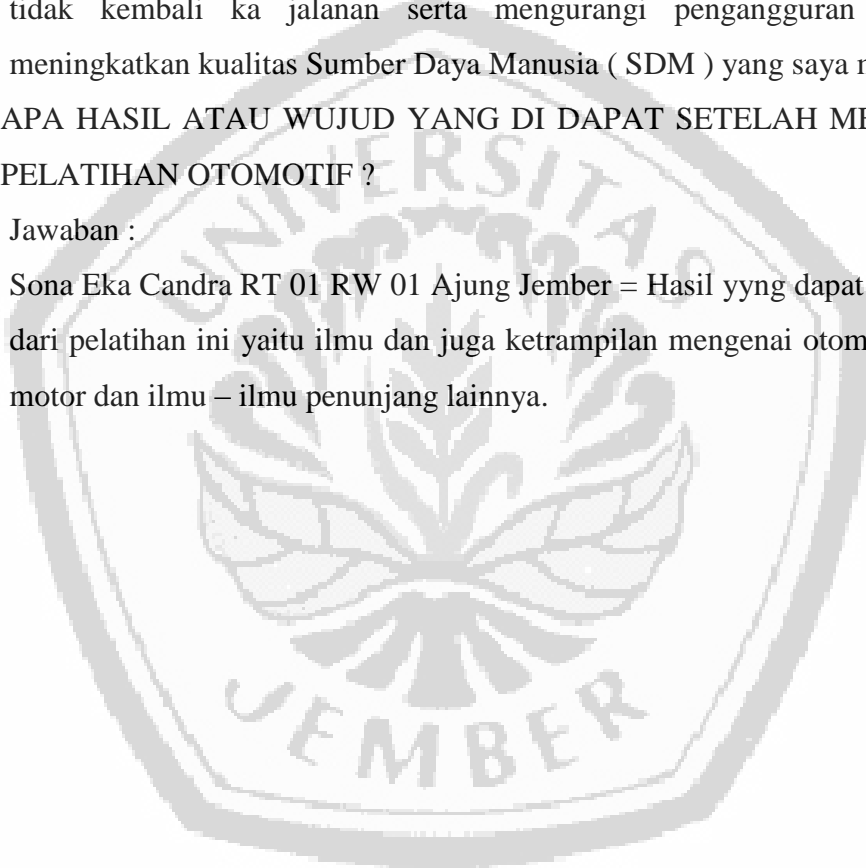 tidak kembali ka jalanan serta mengurangi pengangguran
meningkatkan kualitas Sumber Daya Manusia ( SDM ) yang saya
APA HASIL ATAU WUJUD YANG DI DAPAT SETELAH
PELATIHAN OTOMOTIF ?
Jawaban :
Sona Eka Candra RT 01 RW 01 Ajung Jember = Hasil yyng dapat
dari pelatihan ini yaitu ilmu dan juga ketrampilan mengenai
motor dan ilmu – ilmu penunjang lainnya.
UNIVERSITAS
JEMBER